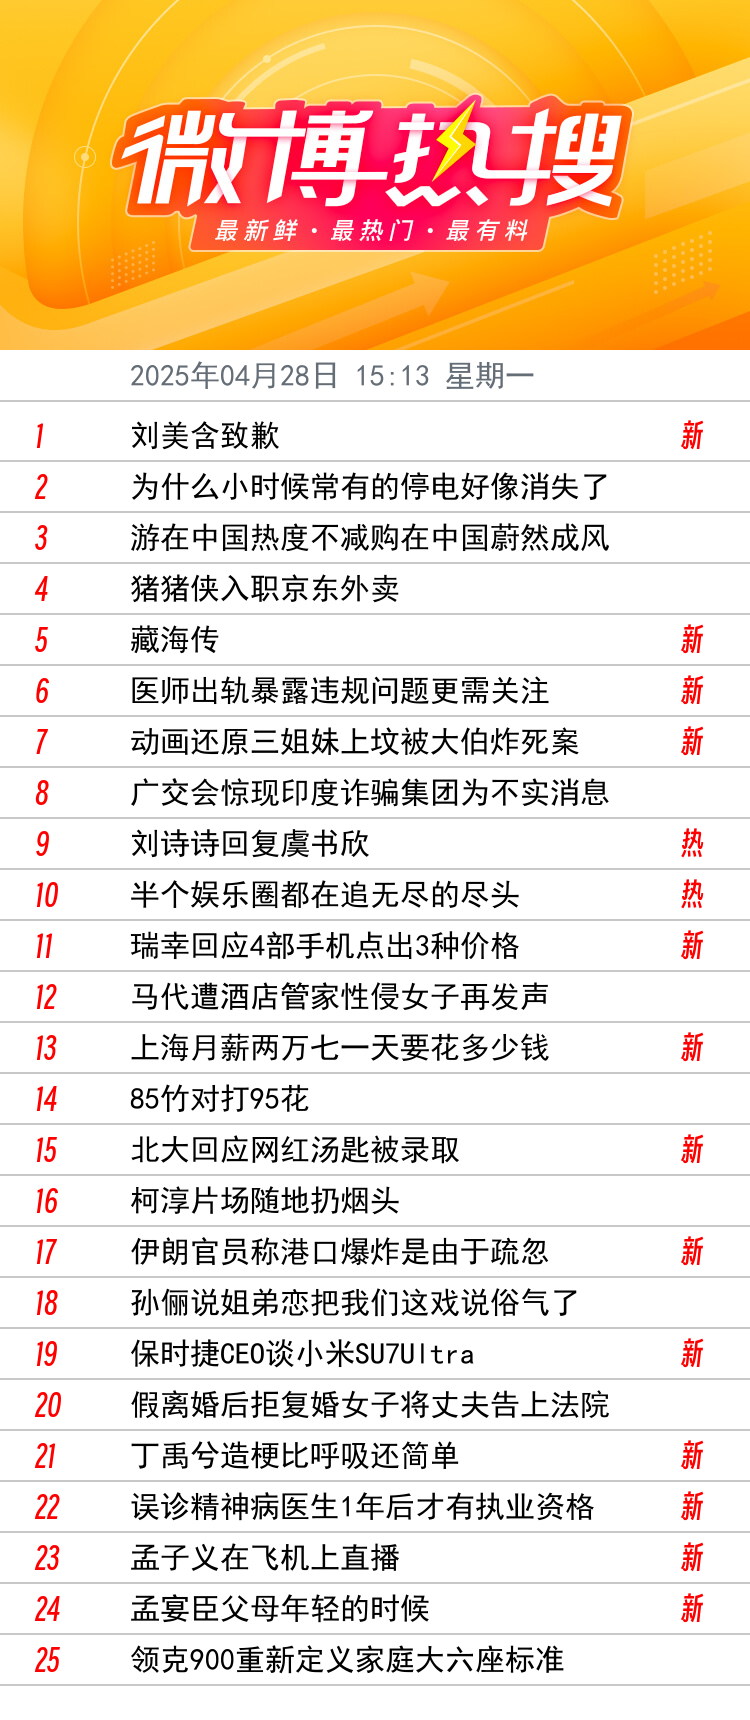 微博热搜
最新鲜·最热门·最有料
2025年04月28日 15:13 星期一
1 刘美含致歉 新
2 为什么小时候常有的停电好像消失了
3 游在中国热度不减购在中国蔚然成风
4 猪猪侠入职京东外卖
5 藏海传 新
6 医师出轨暴露违规问题更需关注 新
7 动画还原三姐妹上坟被大伯炸死案 新
8 广交会惊现印度诈骗集团为不实消息
9 刘诗诗回复虞书欣 热
10 半个娱乐圈都在追无尽的尽头 热
11 瑞幸回应4部手机点出3种价格 新
12 马代遭酒店管家性侵女子再发声
13 上海月薪两万七一天要花多少钱 新
14 85竹对打95花
15 北大回应网红汤匙被录取 新
16 柯淳片场随地扔烟头
17 伊朗官员称港口爆炸是由于疏忽 新
18 孙俪说姐弟恋把我们这戏说俗气了
19 保时捷CEO谈小米SU7Ultra 新
20 假离婚后拒复婚女子将丈夫告上法院
21 丁禹兮造梗比呼吸还简单 新
22 误诊精神病医生1年后才有执业资格 新
23 孟子义在飞机上直播 新
24 孟宴臣父母年轻的时候 新
25 领克900重新定义家庭大六座标准